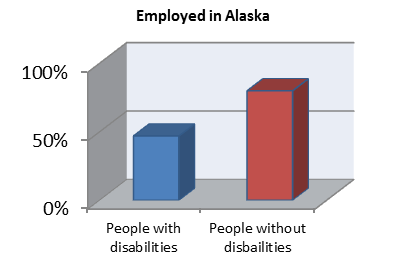 Employed in Alaska
100%
50%
0%
People with
disabilities
People without
disbailities